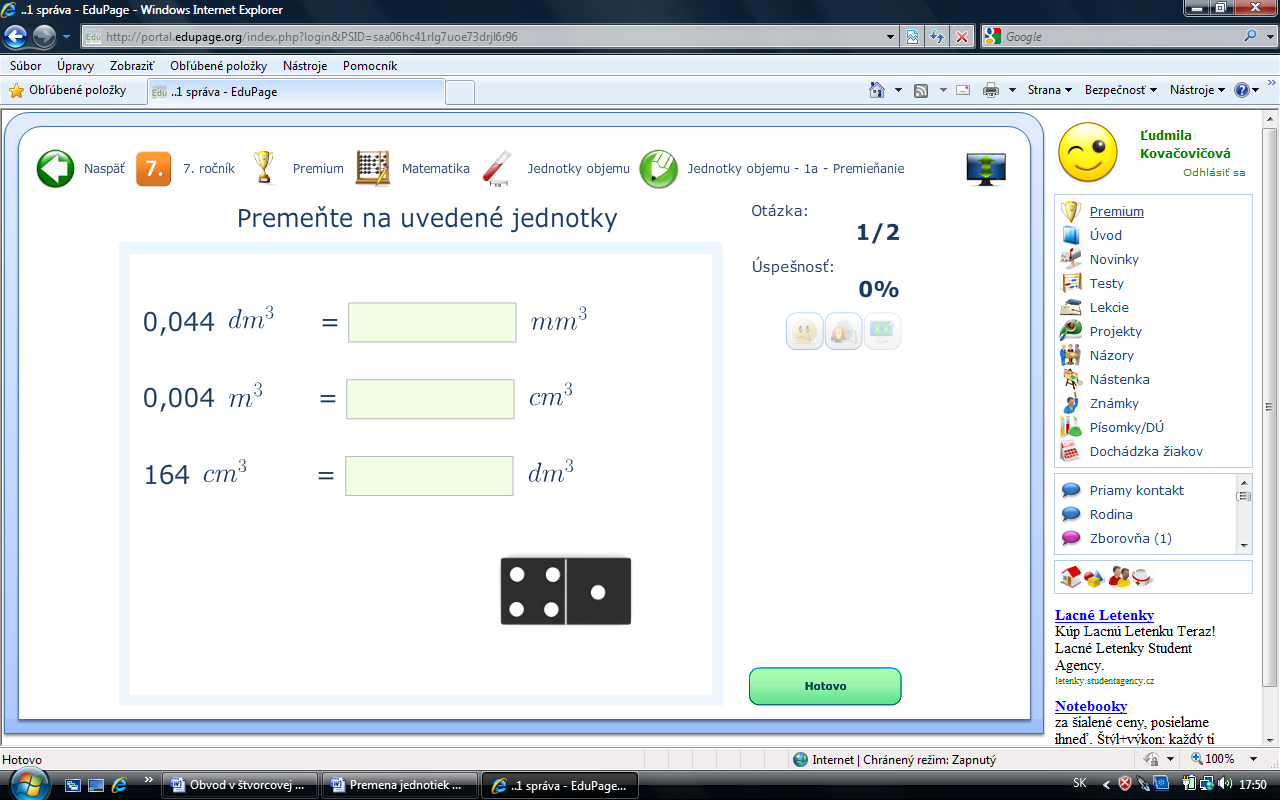 ..1 správa - EduPage - Windows Internet Explorer
http://portal.edupage.org/index.php?login&PSID=saa06hc41rlg7uoe73drjl6r96
Google
Súbor Úpravy Zobraziť Obľúbené položky Nástroje Pomocník
Obľúbené položky
..1 správa - EduPage
Strana Bezpečnosť Nástroje
Naspäť 7. 7. ročník Premium Matematika Jednotky objemu Jednotky objemu - 1a - Premieňanie
Premeňte na uvedené jednotky
0,044 dm³ = mm³
0,004 m³ = cm³
164 cm³ = dm³
Otázka:
1/2
Úspešnosť:
0%
Hotovo
Ľudmila
Kovačovičová
Odhlásiť sa
Premium
Úvod
Novinky
Testy
Lekcie
Projekty
Názory
Nástenka
Známky
Písomky/DÚ
Dochádzka žiakov
Priamy kontakt
Rodina
Zborovňa (1)
Lacné Letenky
Kúp Lacnú Letenku Teraz!
Lacné Letenky Student
Agency.
letenky.studentagency.cz
Notebooky
za šialené ceny, posielame
ihneď. Štýl+výkon: každý ti
Hotovo
Internet | Chránený režim: Zapnutý
100%
Obvod v štvorcovej ...
Premena jednotiek ...
..1 správa - EduPage...
SK
17:50